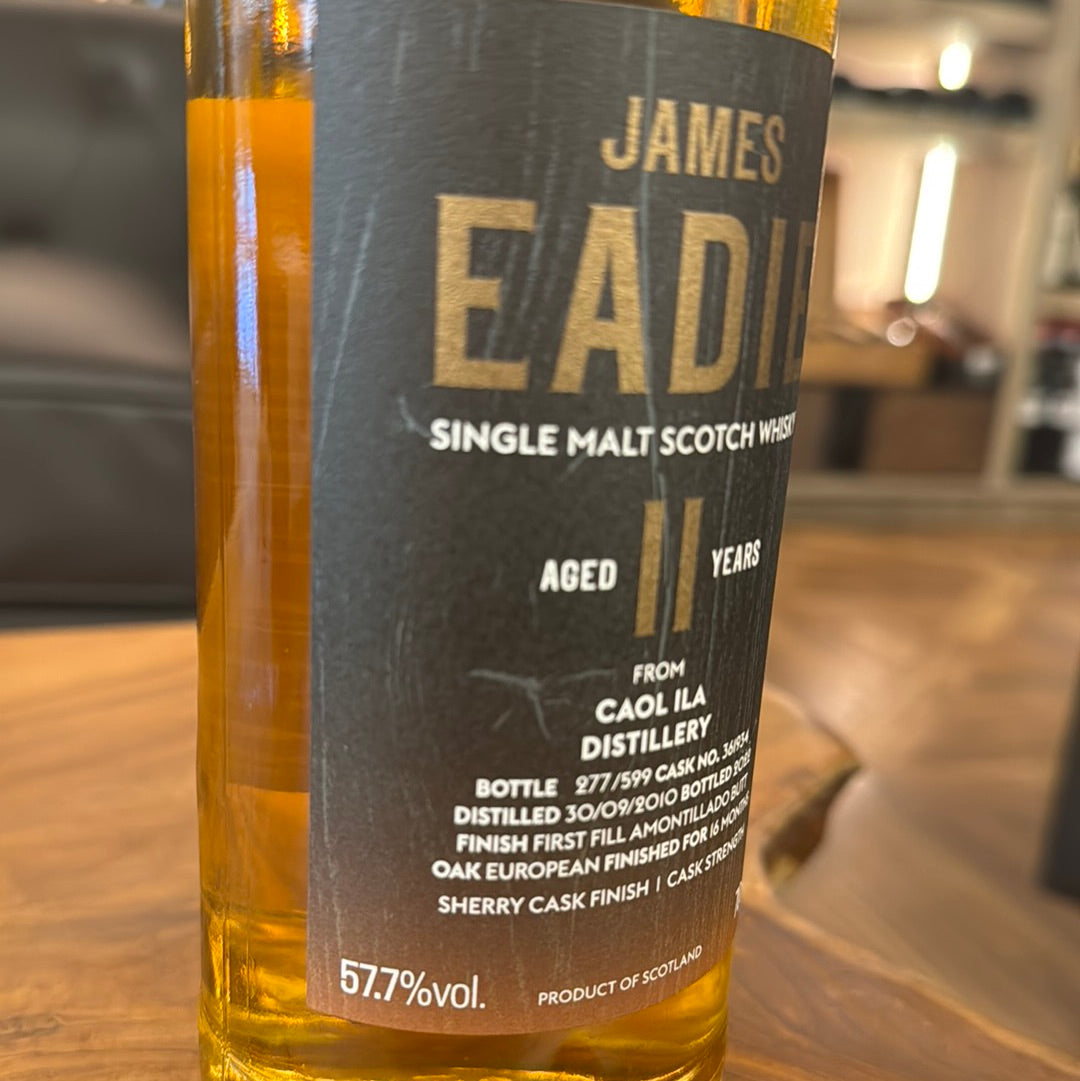 JAMES
EADIE
SINGLE MALT SCOTCH WHISKY
AGED 11 YEARS
FROM
CAOL ILA
DISTILLERY
BOTTLE 277/599 CASK NO. 361934
DISTILLED 30/09/2010 BOTTLED 2022
FINISH FIRST FILL AMONTILLADO BUTT
OAK EUROPEAN FINISHED FOR 16 MONTHS
SHERRY CASK FINISH | CASK STRENGTH
57.7%vol.
PRODUCT OF SCOTLAND